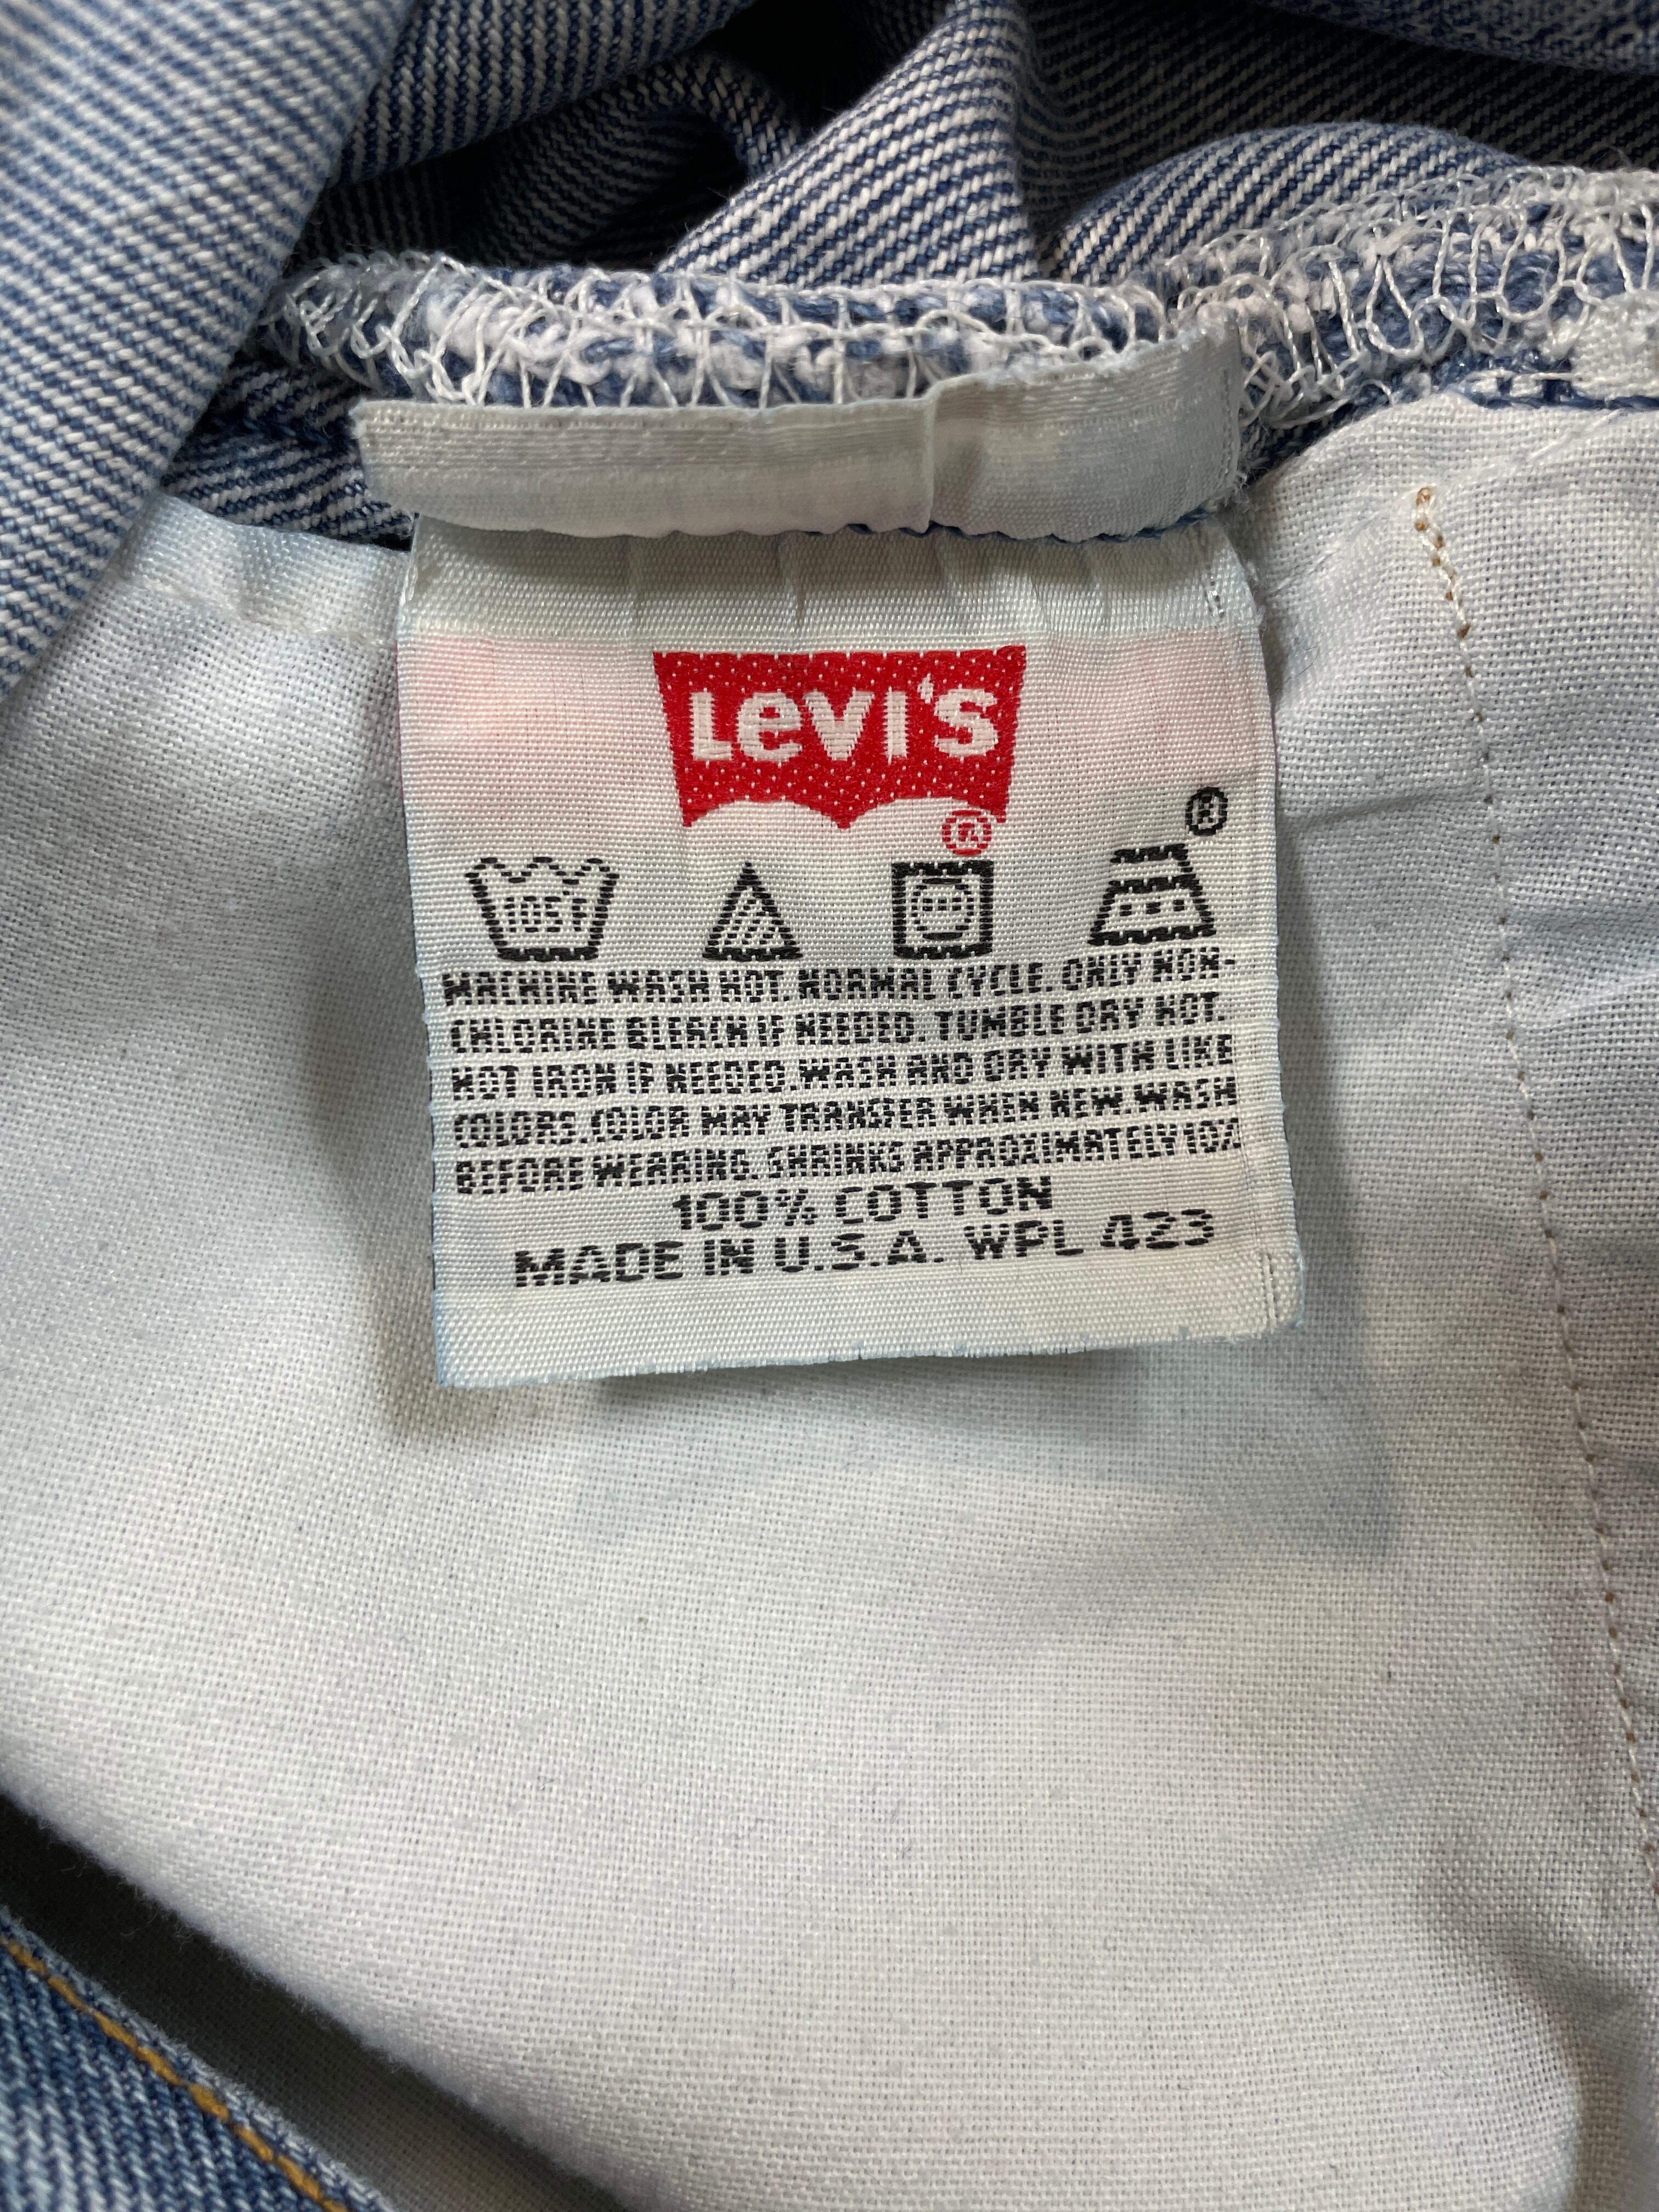 Levi's
®
®
105F
MACHINE WASH HOT. NORMAL CYCLE. ONLY NON-
CHLORINE BLEACH IF NEEDED. TUMBLE DRY HOT.
HOT IRON IF NEEDED. WASH AND DRY WITH LIKE
COLORS. COLOR MAY TRANSFER WHEN NEW. WASH
BEFORE WEARING. SHRINKS APPROXIMATELY 10%
100% COTTON
MADE IN U.S.A. WPL 423